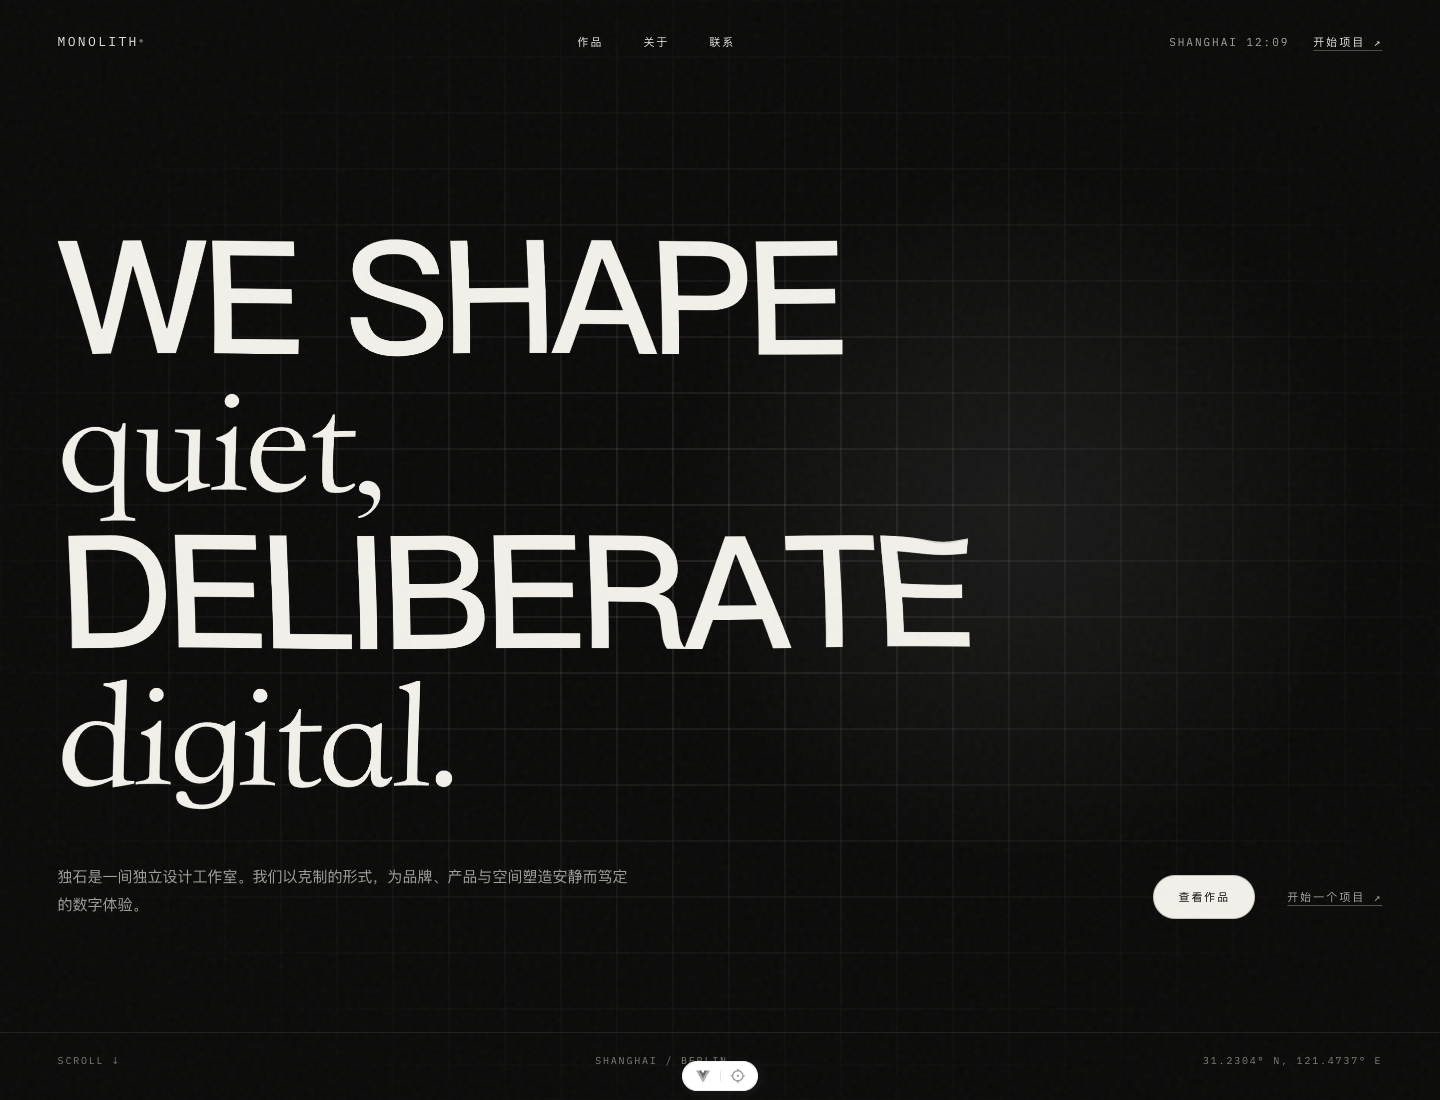 MONOLITH®
作品 关于 联系
SHANGHAI 12:09 开始项目 ↗
WE SHAPE
quiet,
DELIBERATE
digital.
独石是一间独立设计工作室。我们以克制的形式，为品牌、产品与空间塑造安静而笃定
的数字体验。
查看作品 开始一个项目 ↗
SCROLL ↓
SHANGHAI / BERLIN
31.2304° N, 121.4737° E